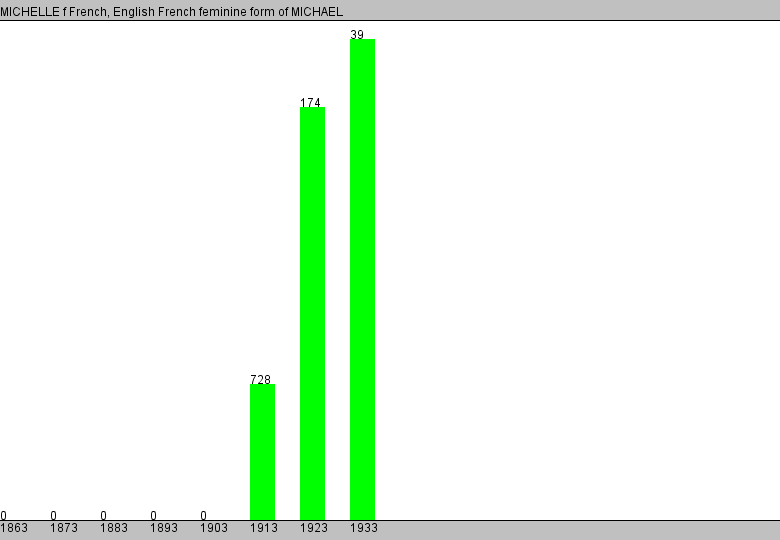 MICHELLE f French, English French feminine form of MICHAEL
39
174
728
0 0 0 0 0
1863 1873 1883 1893 1903 1913 1923 1933